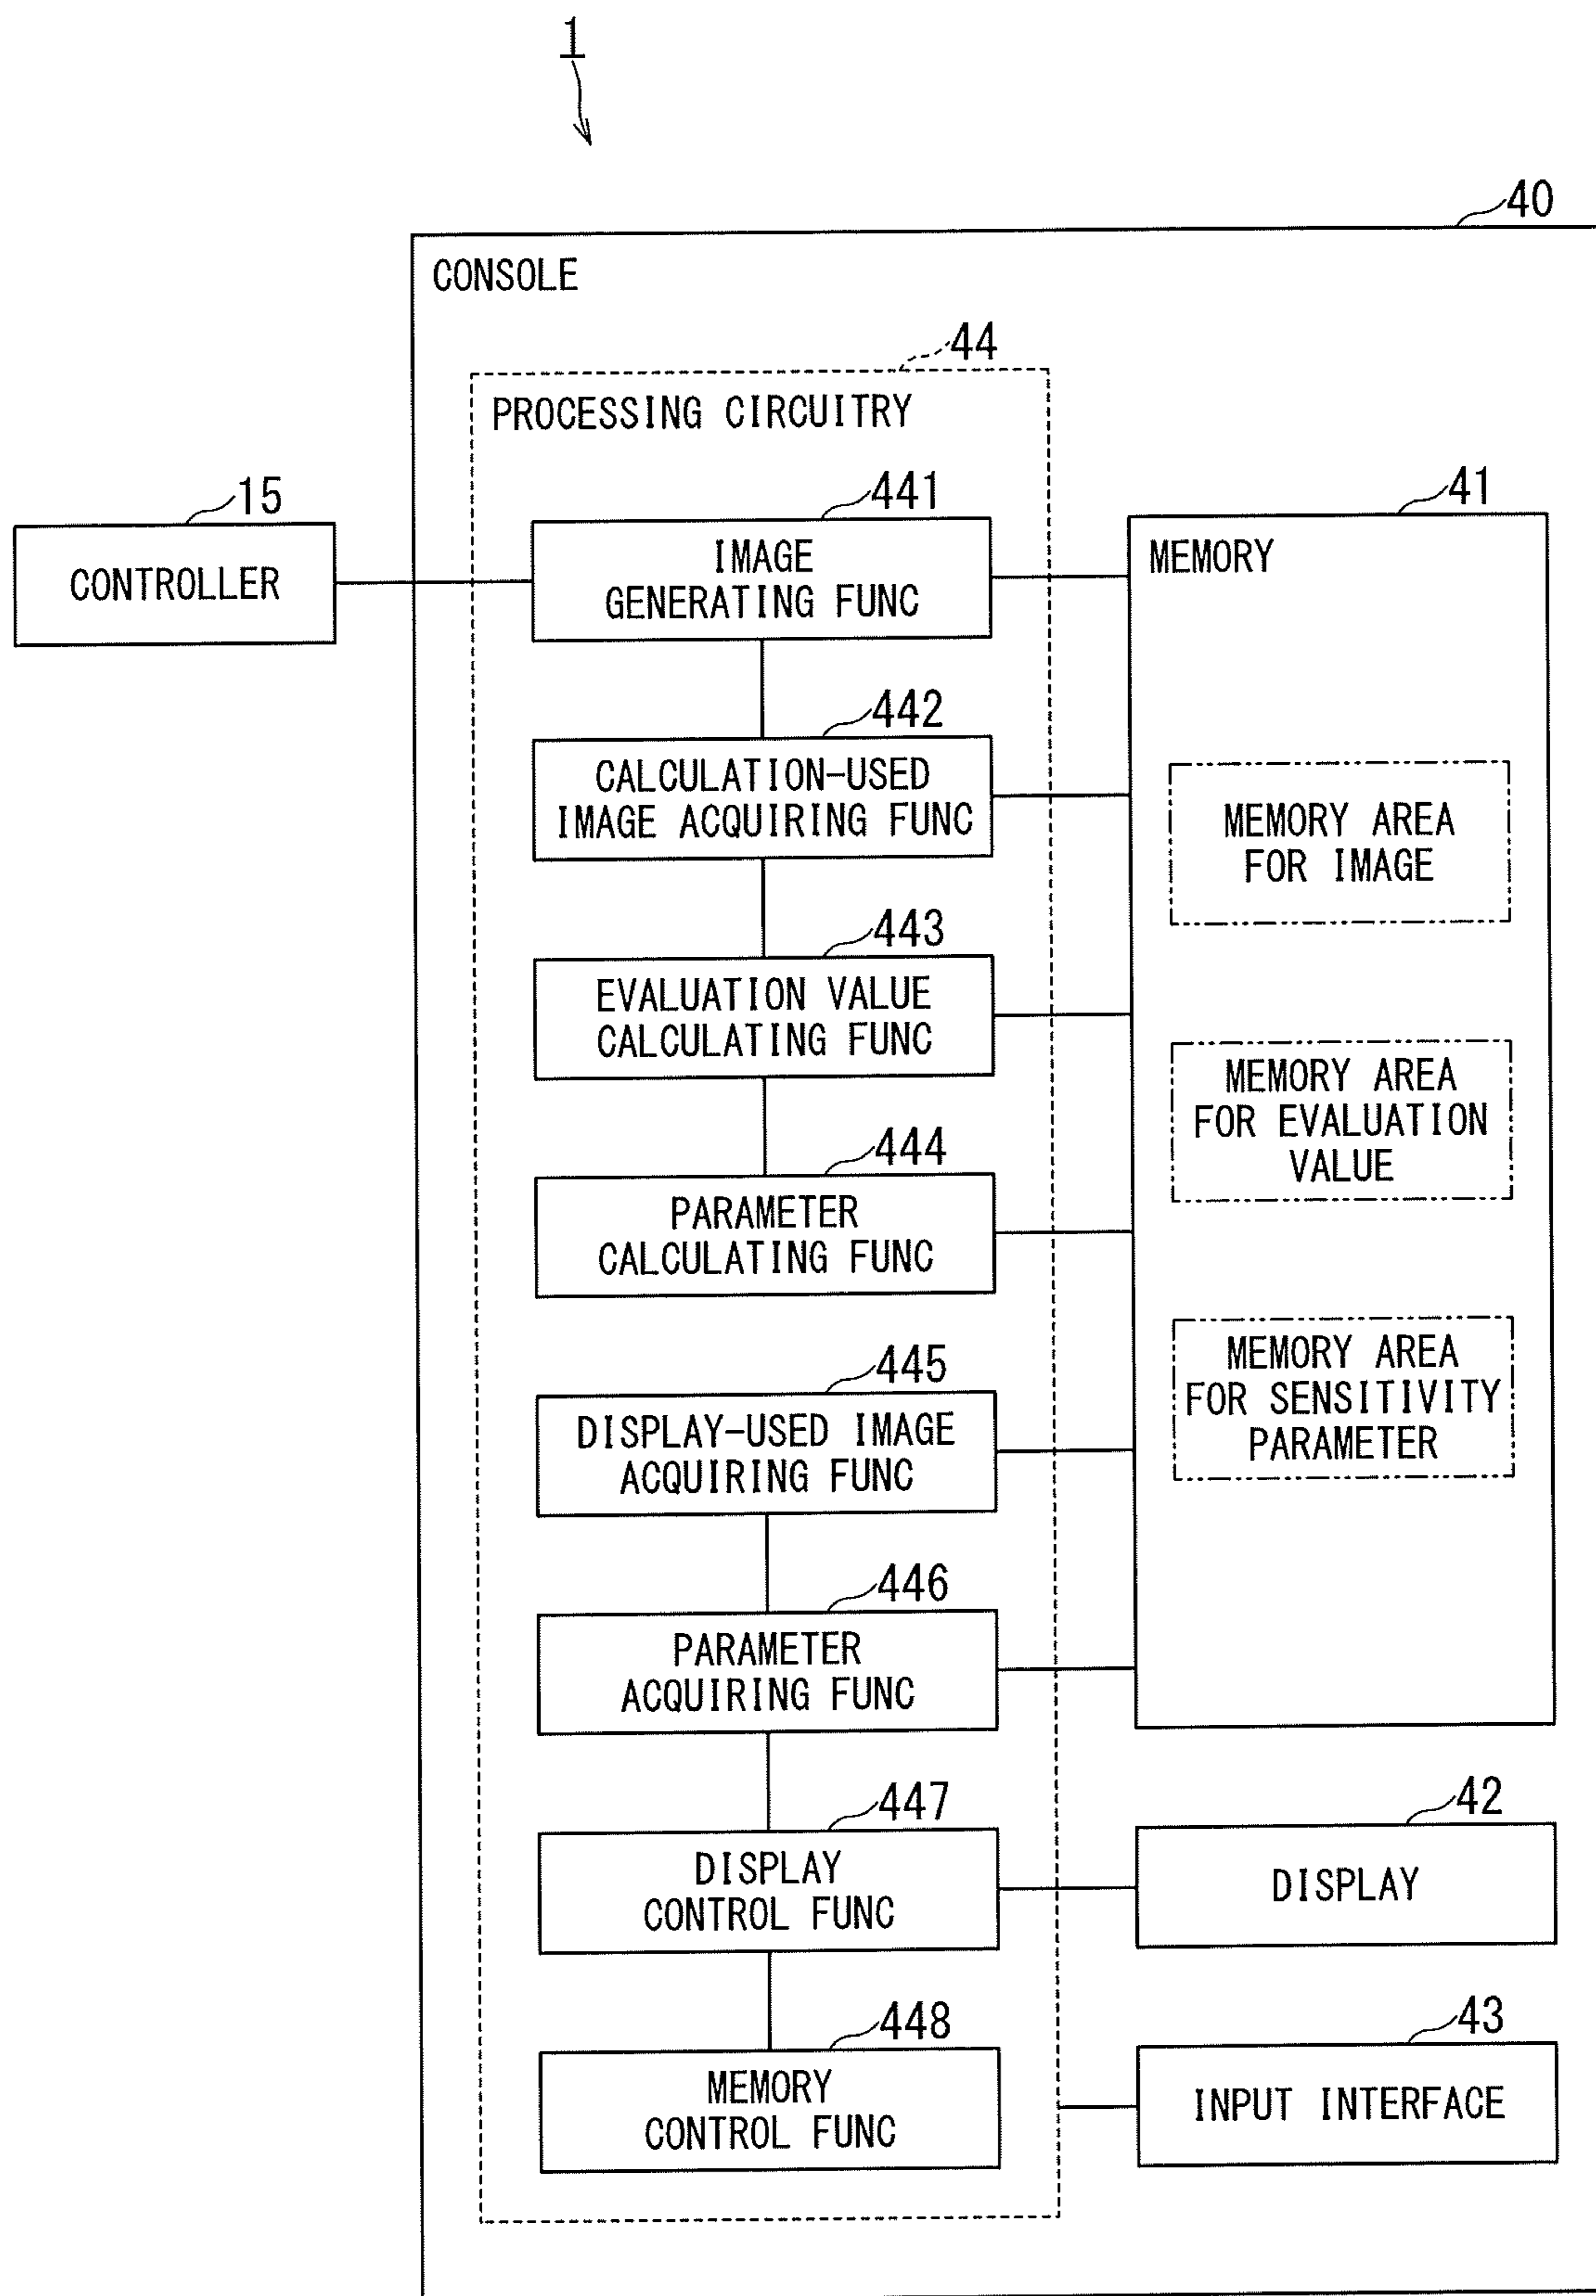 1
40
CONSOLE
44
PROCESSING CIRCUITRY
15
CONTROLLER
441
IMAGE
GENERATING FUNC
442
CALCULATION-USED
IMAGE ACQUIRING FUNC
443
EVALUATION VALUE
CALCULATING FUNC
444
PARAMETER
CALCULATING FUNC
445
DISPLAY-USED IMAGE
ACQUIRING FUNC
446
PARAMETER
ACQUIRING FUNC
447
DISPLAY
CONTROL FUNC
448
MEMORY
CONTROL FUNC
41
MEMORY
MEMORY AREA
FOR IMAGE
MEMORY AREA
FOR EVALUATION
VALUE
MEMORY AREA
FOR SENSITIVITY
PARAMETER
42
DISPLAY
43
INPUT INTERFACE